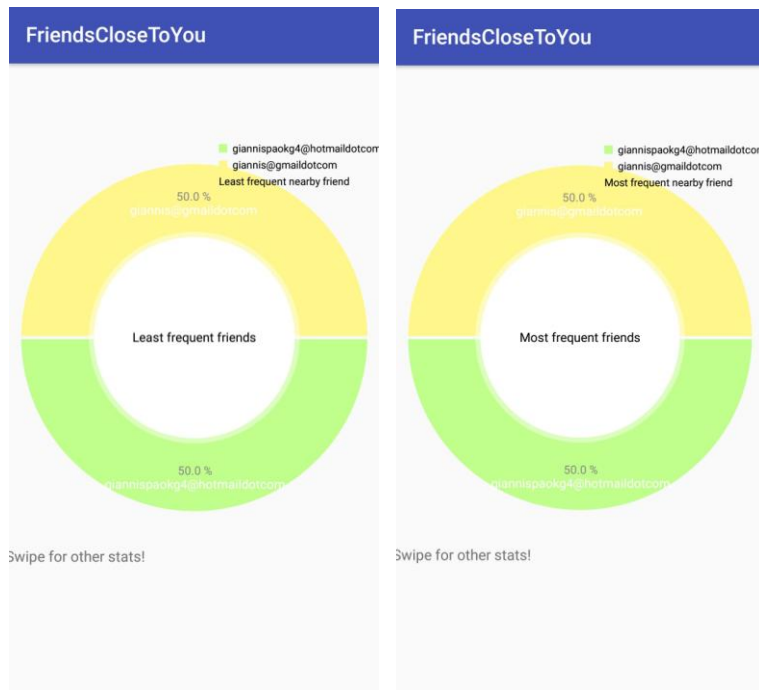 FriendsCloseToYou
giannispaokg4@hotmaildotcom
giannis@gmaildotcom
Least frequent nearby friend
50.0 %
giannis@gmaildotcom
Least frequent friends
50.0 %
giannispaokg4@hotmaildotcom
Swipe for other stats!
FriendsCloseToYou
giannispaokg4@hotmaildotcor
giannis@gmaildotcom
Most frequent nearby friend
50.0 %
giannis@gmaildotcom
Most frequent friends
50.0 %
giannispaokg4@hotmaildotcom
Swipe for other stats!